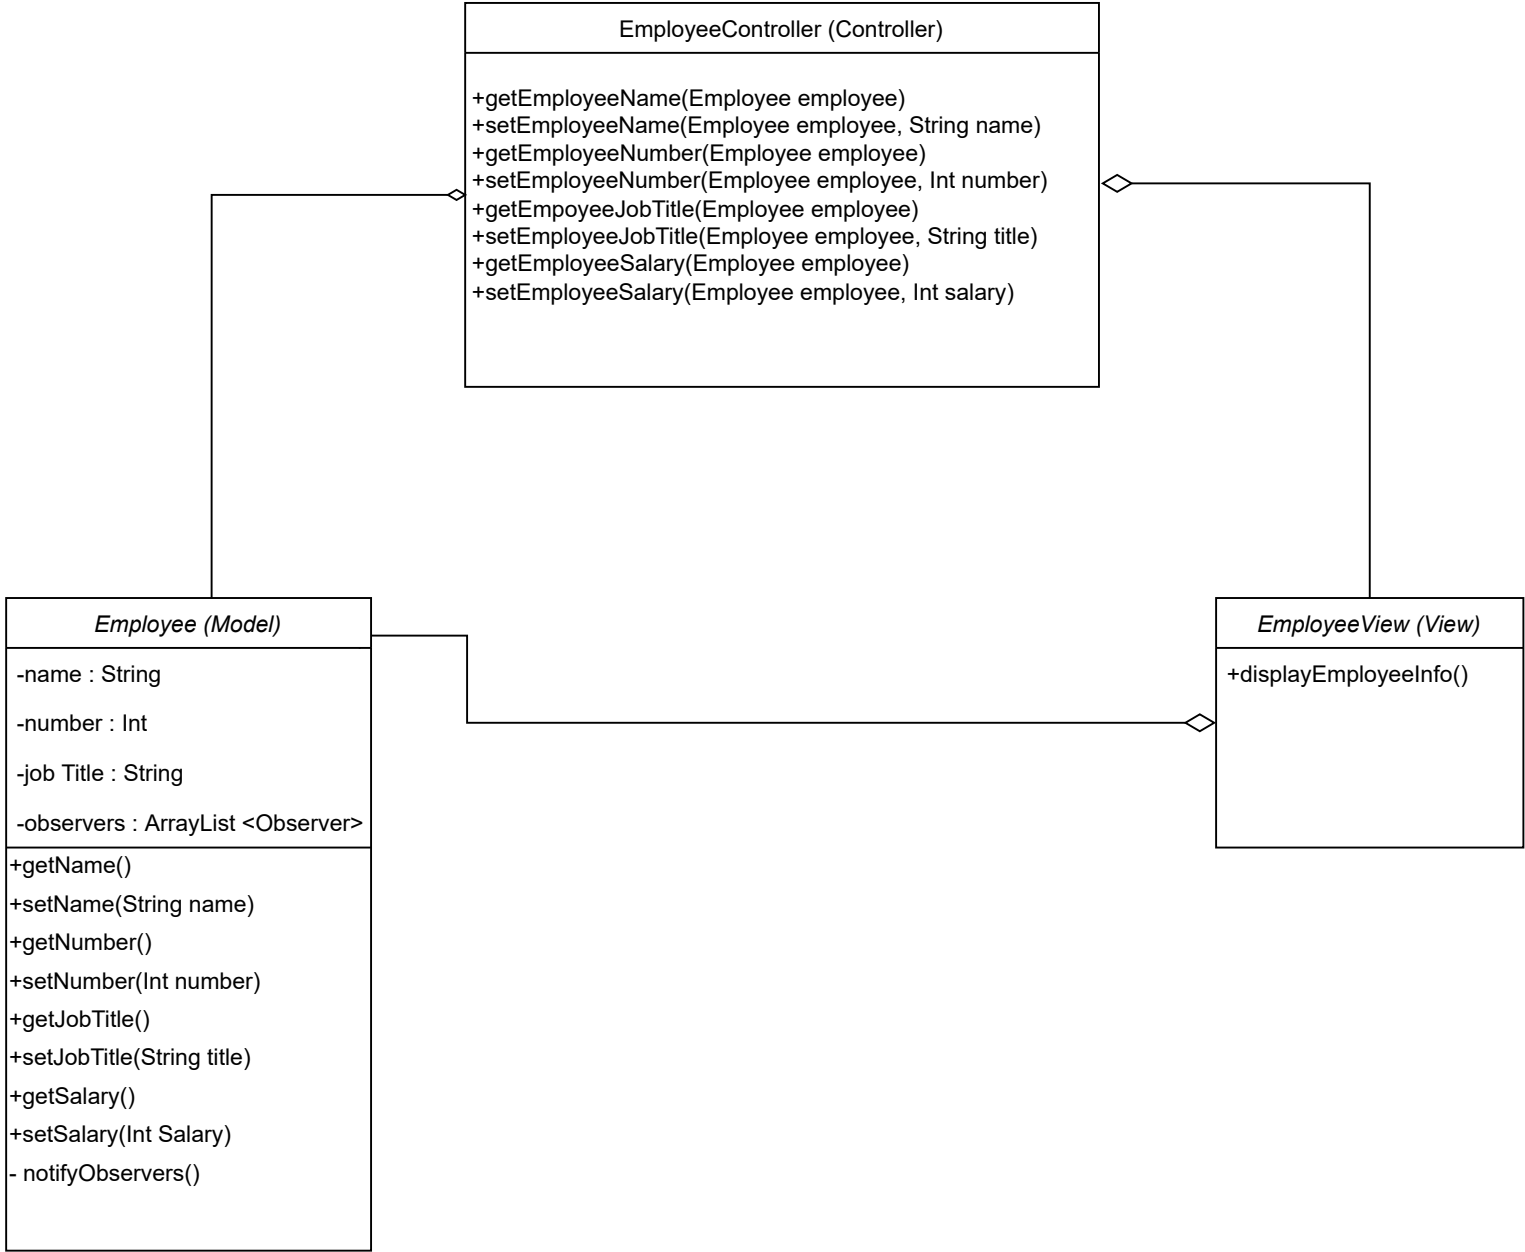 EmployeeController (Controller)
+getEmployeeName(Employee employee)
+setEmployeeName(Employee employee, String name)
+getEmployeeNumber(Employee employee)
+setEmployeeNumber(Employee employee, Int number)
+getEmpoyeeJobTitle(Employee employee)
+setEmployeeJobTitle(Employee employee, String title)
+getEmployeeSalary(Employee employee)
+setEmployeeSalary(Employee employee, Int salary)
Employee (Model)
-name : String
-number : Int
-job Title : String
-observers : ArrayList <Observer>
+getName()
+setName(String name)
+getNumber()
+setNumber(Int number)
+getJobTitle()
+setJobTitle(String title)
+getSalary()
+setSalary(Int Salary)
- notifyObservers()
EmployeeView (View)
+displayEmployeeInfo()